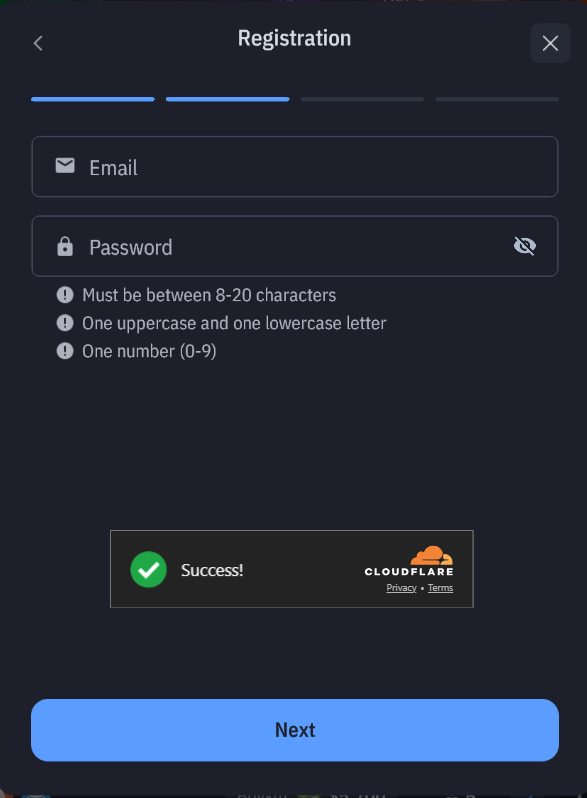 Registration
Email
Password
Must be between 8-20 characters
One uppercase and one lowercase letter
One number (0-9)
Success!
CLOUDFLARE
Privacy • Terms
Next